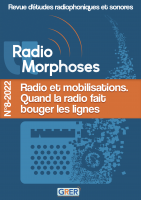 Revue d'études radiophoniques et sonores
Radio
Morphoses
N°8-2022
Radio et mobilisations.
Quand la radio fait
bouger les lignes
GRER